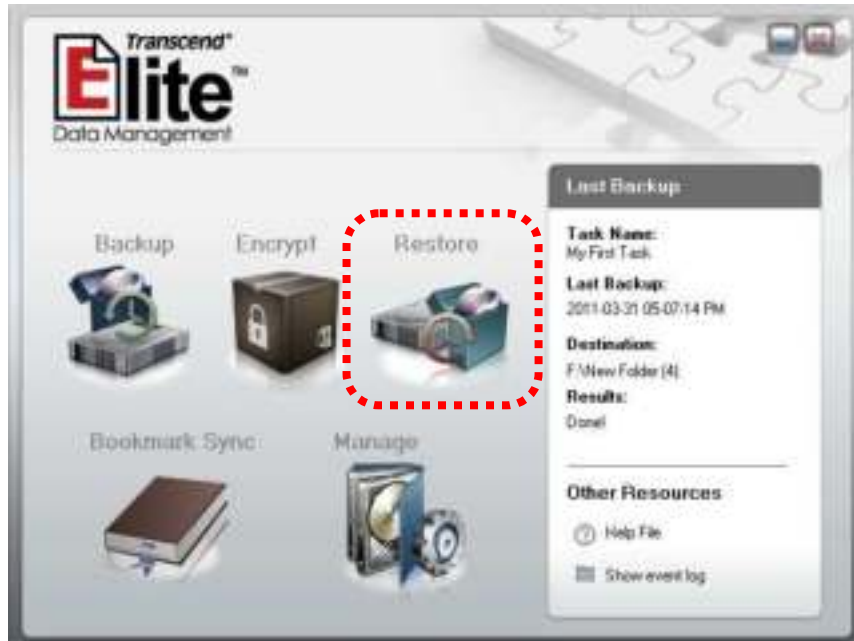 Transcend®
Elite™
Data Management
Last Backup
Task Name:
My First Task
Last Backup:
2011-03-31 05-07-14 PM
Destination:
F:\New Folder (4)
Results:
Done!
Backup
Encrypt
Restore
Bookmark Sync
Manage
Other Resources
Help File
Show event log